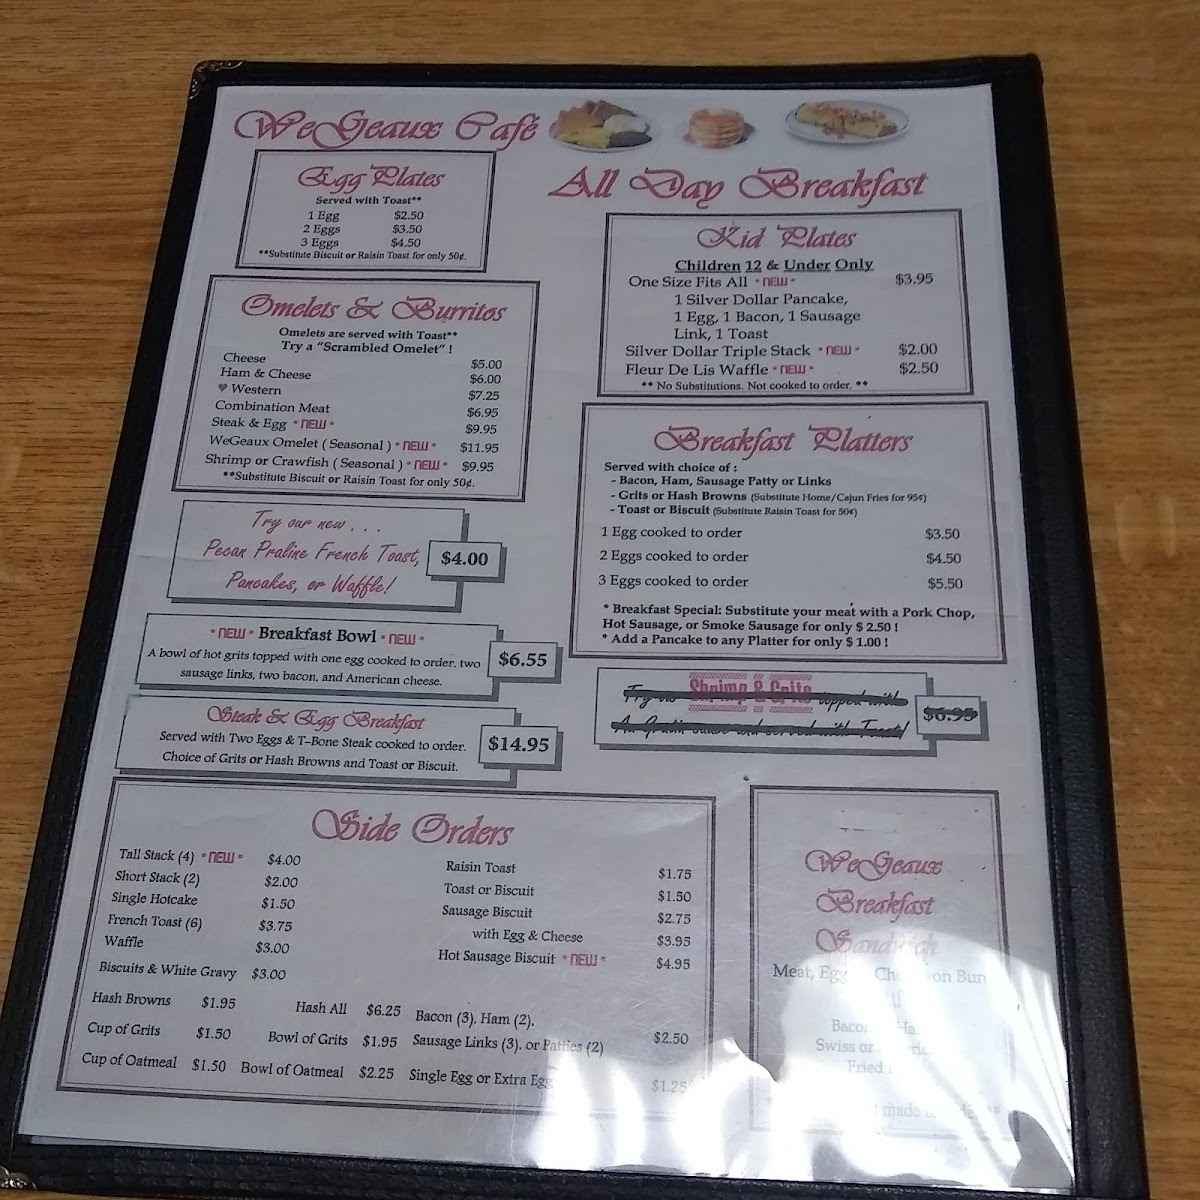 WeGeaux Café
All Day Breakfast
Egg Plates
Served with Toast**
1 Egg $2.50
2 Eggs $3.50
3 Eggs $4.50
**Substitute Biscuit or Raisin Toast for only 50¢.
Omelets & Burritos
Omelets are served with Toast**
Try a "Scrambled Omelet" !
Cheese $5.00
Ham & Cheese $6.00
♥ Western $7.25
Combination Meat $6.95
Steak & Egg *NEW* $9.95
WeGeaux Omelet ( Seasonal ) *NEW* $11.95
Shrimp or Crawfish ( Seasonal ) *NEW* $9.95
**Substitute Biscuit or Raisin Toast for only 50¢.
Try our new . . .
Pecan Praline French Toast,
Pancakes, or Waffle!
$4.00
*NEW* Breakfast Bowl *NEW*
A bowl of hot grits topped with one egg cooked to order, two
sausage links, two bacon, and American cheese.
$6.55
Steak & Egg Breakfast
Served with Two Eggs & T-Bone Steak cooked to order.
Choice of Grits or Hash Browns and Toast or Biscuit.
$14.95
Kid Plates
Children 12 & Under Only
One Size Fits All *NEW* $3.95
1 Silver Dollar Pancake,
1 Egg, 1 Bacon, 1 Sausage
Link, 1 Toast
Silver Dollar Triple Stack *NEW* $2.00
Fleur De Lis Waffle *NEW* $2.50
** No Substitutions. Not cooked to order. **
Breakfast Platters
Served with choice of :
- Bacon, Ham, Sausage Patty or Links
- Grits or Hash Browns (Substitute Home/Cajun Fries for 95¢)
- Toast or Biscuit (Substitute Raisin Toast for 50¢)
1 Egg cooked to order $3.50
2 Eggs cooked to order $4.50
3 Eggs cooked to order $5.50
* Breakfast Special: Substitute your meat with a Pork Chop,
Hot Sausage, or Smoke Sausage for only $ 2.50 !
* Add a Pancake to any Platter for only $ 1.00 !
Try our Shrimp & Grits topped with
Au Gratin sauce and served with Toast!
$6.95
Side Orders
Tall Stack (4) *NEW* $4.00
Short Stack (2) $2.00
Single Hotcake $1.50
French Toast (6) $3.75
Waffle $3.00
Biscuits & White Gravy $3.00
Raisin Toast $1.75
Toast or Biscuit $1.50
Sausage Biscuit $2.75
with Egg & Cheese $3.95
Hot Sausage Biscuit *NEW* $4.95
Hash Browns $1.95
Hash All $6.25
Bacon (3), Ham (2),
Cup of Grits $1.50
Bowl of Grits $1.95
Sausage Links (3), or Patties (2) $2.50
Cup of Oatmeal $1.50
Bowl of Oatmeal $2.25
Single Egg or Extra Egg $1.25
WeGeaux
Breakfast
Sandwich
Meat, Egg on Bun
Swiss or
Fried
made